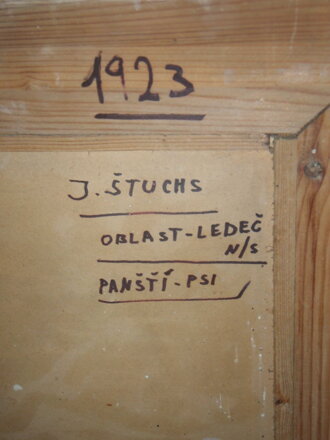 1923
J. ŠTUCHS
OBLAST-LEDEČ
N/S
PANŠTÍ-PSI